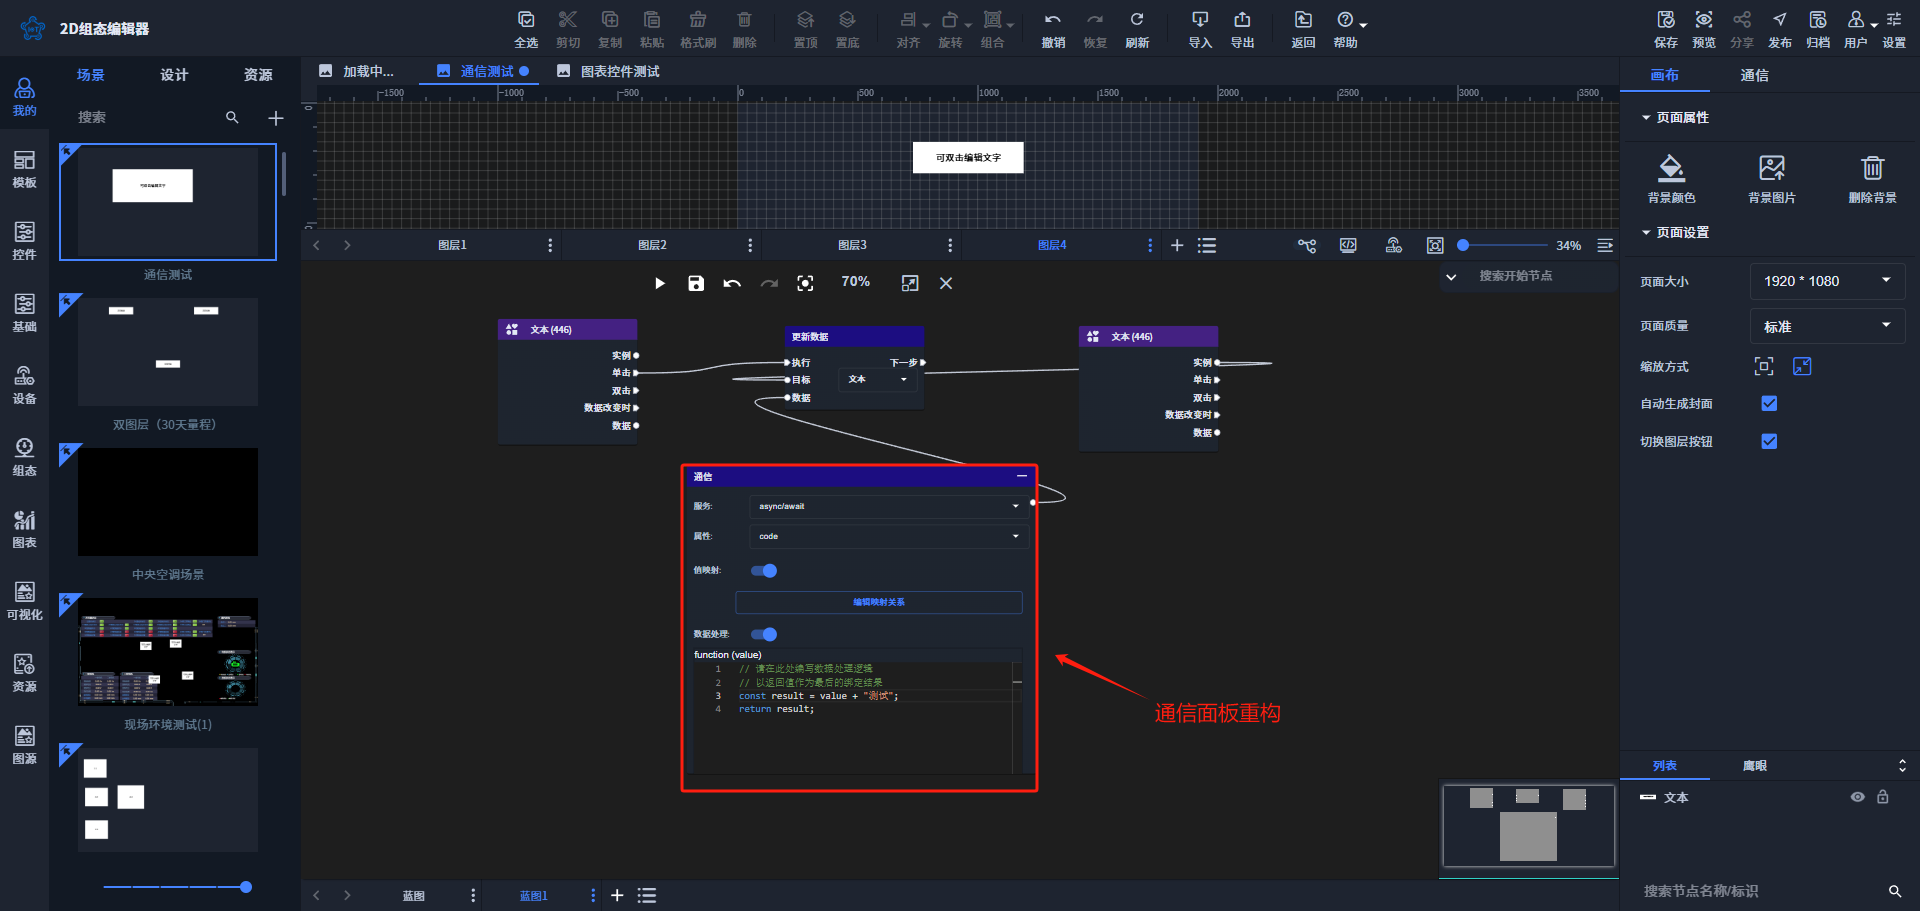 2D组态编辑器
全选 剪切 复制 粘贴 格式刷 删除 置顶 置底 对齐 旋转 组合 撤销 恢复 刷新 导入 导出 返回 帮助 保存 预览 分享 发布 归档 用户 设置
我的
模板
控件
基础
设备
组态
图表
可视化
资源
图源
场景 设计 资源
搜索
可双击编辑文字
通信测试
双图层（30天量程）
中央空调场景
现场环境测试(1)
加载中... 通信测试 图表控件测试
-1500 -1000 -500 0 500 1000 1500 2000 2500 3000 3500
0
可双击编辑文字
图层1 图层2 图层3 图层4 34%
70%
搜索开始节点
文本 (446)
实例
单击
双击
数据改变时
数据
更新数据
执行 下一步
目标 文本
数据
文本 (446)
实例
单击
双击
数据改变时
数据
通信
服务: async/await
属性: code
值映射:
编辑映射关系
数据处理:
function (value)
1 // 请在此处编写数据处理逻辑
2 // 以返回值作为最后的绑定结果
3 const result = value + "测试";
4 return result;
通信面板重构
蓝图 蓝图1
画布 通信
页面属性
背景颜色 背景图片 删除背景
页面设置
页面大小 1920 * 1080
页面质量 标准
缩放方式
自动生成封面
切换图层按钮
列表 鹰眼
文本
搜索节点名称/标识